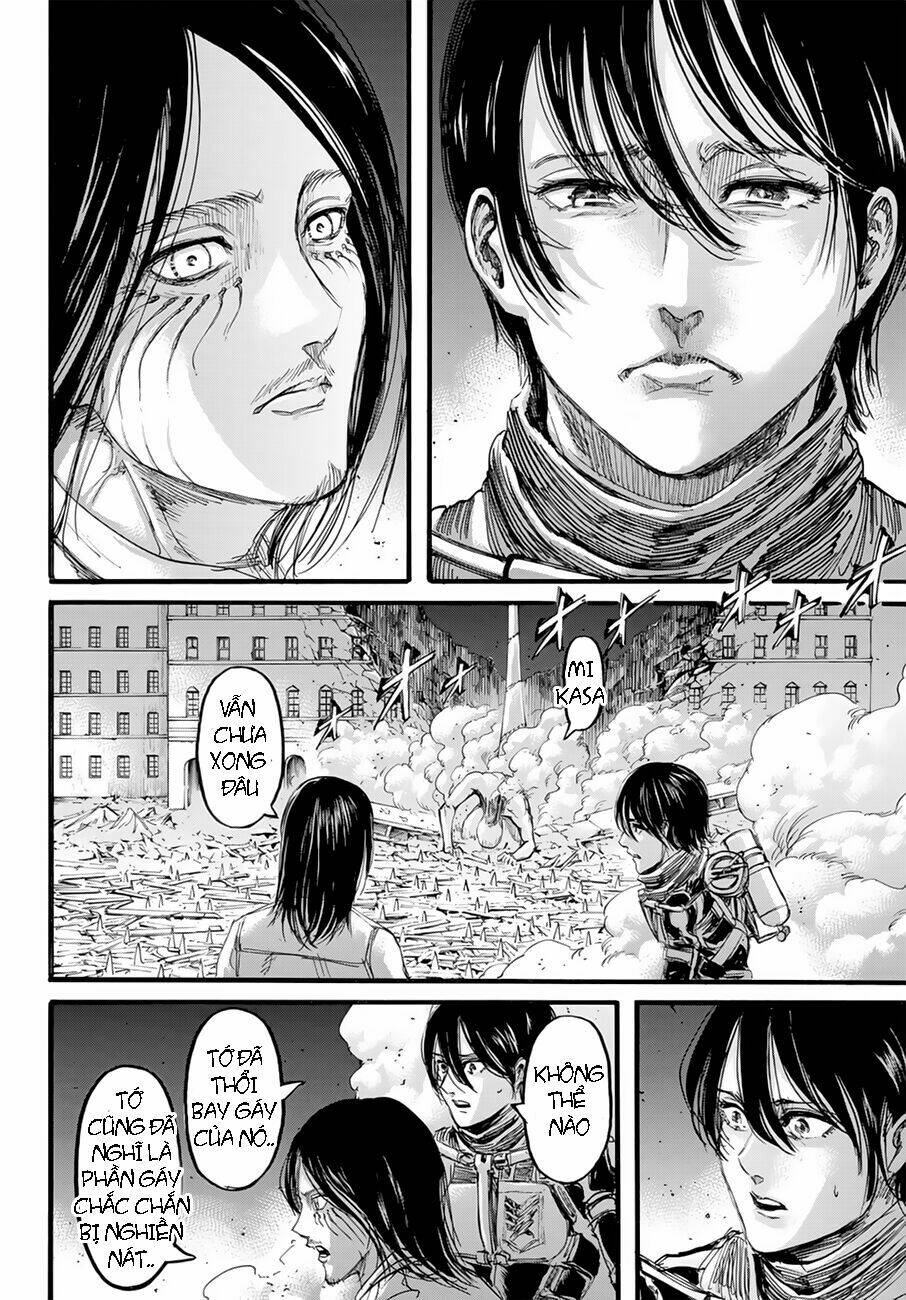 MI
KASA
VẪN
CHƯA
XONG
ĐÂU
KHÔNG
THỂ
NÀO
TỚ ĐÃ
THỔI
BAY GÁY
CỦA NÓ..
TỚ
CŨNG ĐÃ
NGHĨ LÀ
PHẦN GÁY
CHẮC CHẮN
BỊ NGHIỀN
NÁT..